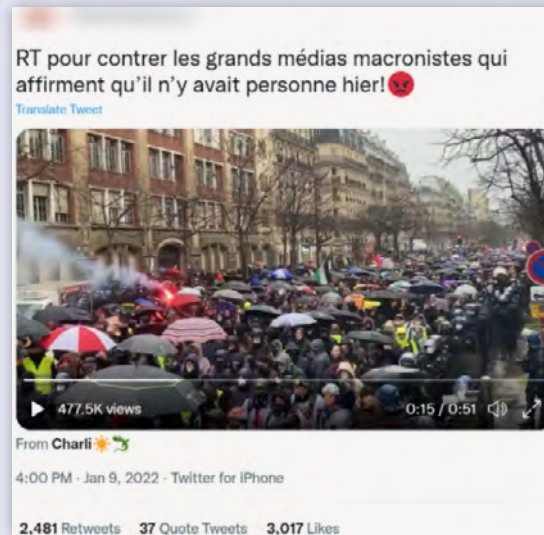 RT pour contrer les grands médias macronistes qui
affirment qu'il n'y avait personne hier!😡
Translate Tweet
477.5K views
0:15 / 0:51
From Charli☀️🦎
4:00 PM · Jan 9, 2022 · Twitter for iPhone
2,481 Retweets 37 Quote Tweets 3,017 Likes